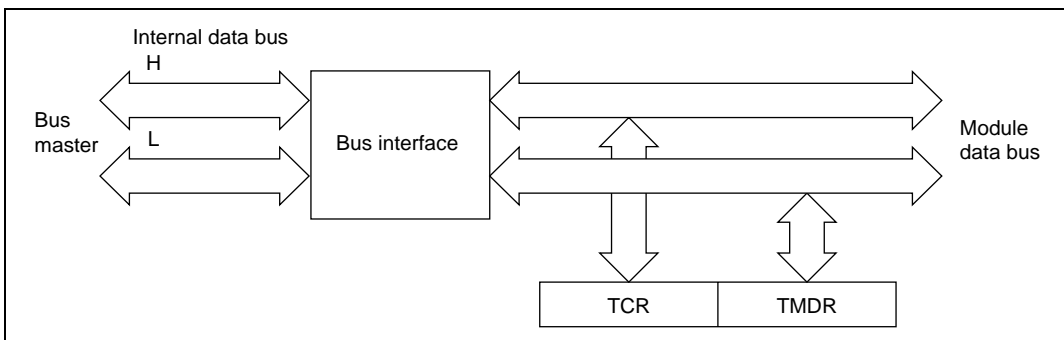 Internal data bus
H
Bus
master
L
Bus interface
Module
data bus
TCR
TMDR